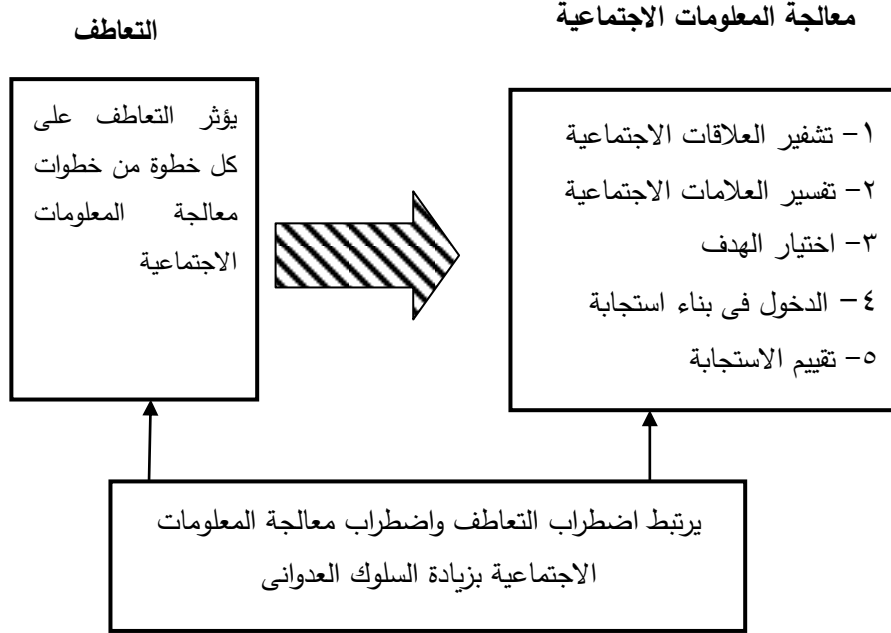 معالجة المعلومات الاجتماعية
١- تشفير العلاقات الاجتماعية
٢- تفسير العلامات الاجتماعية
٣- اختيار الهدف
٤- الدخول فى بناء استجابة
٥- تقييم الاستجابة
التعاطف
يؤثر التعاطف على
كل خطوة من خطوات
معالجة المعلومات
الاجتماعية
يرتبط اضطراب التعاطف واضطراب معالجة المعلومات
الاجتماعية بزيادة السلوك العدوانى